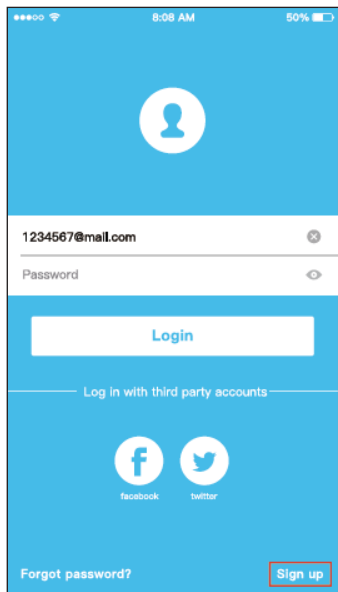 8:08 AM 50%
1234567@mail.com
Password
Login
Log in with third party accounts
facebook twitter
Forgot password? Sign up